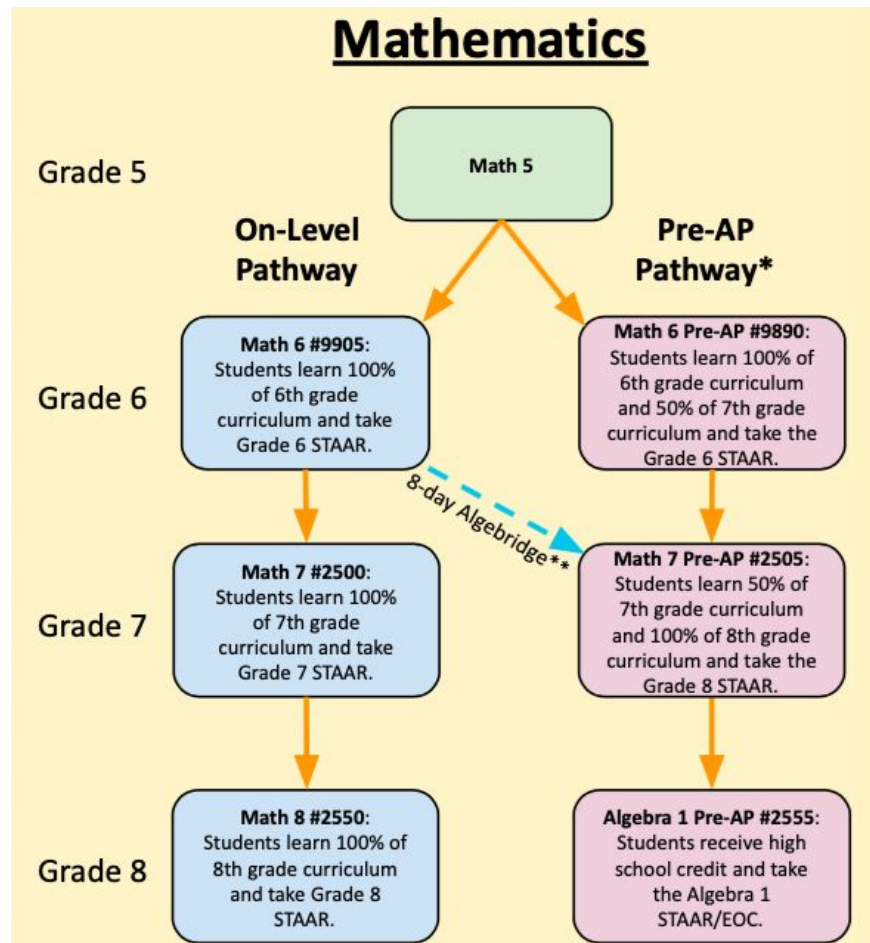 Mathematics
Grade 5
Math 5
On-Level
Pathway
Pre-AP
Pathway*
Grade 6
Math 6 #9905:
Students learn 100%
of 6th grade
curriculum and take
Grade 6 STAAR.
Math 6 Pre-AP #9890:
Students learn 100% of
6th grade curriculum
and 50% of 7th grade
curriculum and take the
Grade 6 STAAR.
8-day Algebridge**
Grade 7
Math 7 #2500:
Students learn 100%
of 7th grade
curriculum and take
Grade 7 STAAR.
Math 7 Pre-AP #2505:
Students learn 50% of
7th grade curriculum
and 100% of 8th grade
curriculum and take the
Grade 8 STAAR.
Grade 8
Math 8 #2550:
Students learn 100% of
8th grade curriculum
and take Grade 8
STAAR.
Algebra 1 Pre-AP #2555:
Students receive high
school credit and take
the Algebra 1
STAAR/EOC.